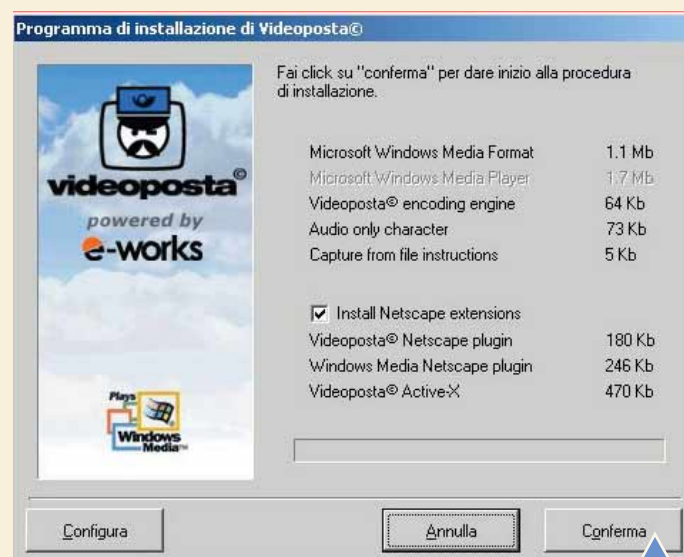 Programma di installazione di Videoposta©
Fai click su "conferma" per dare inizio alla procedura
di installazione.
videoposta©
powered by
e-works
Plays
Windows
Media™
Microsoft Windows Media Format 1.1 Mb
Microsoft Windows Media Player 1.7 Mb
Videoposta© encoding engine 64 Kb
Audio only character 73 Kb
Capture from file instructions 5 Kb
Install Netscape extensions
Videoposta© Netscape plugin 180 Kb
Windows Media Netscape plugin 246 Kb
Videoposta© Active-X 470 Kb
Configura Annulla Conferma